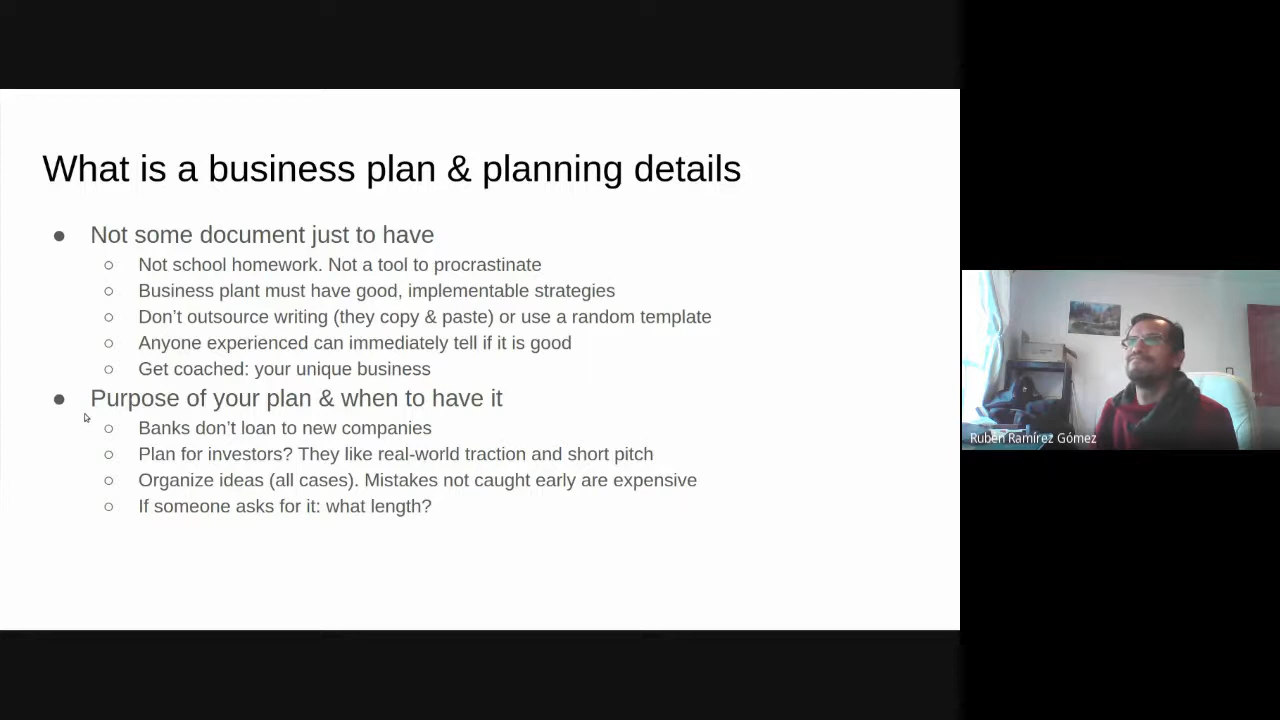 What is a business plan & planning details
● Not some document just to have
○ Not school homework. Not a tool to procrastinate
○ Business plant must have good, implementable strategies
○ Don’t outsource writing (they copy & paste) or use a random template
○ Anyone experienced can immediately tell if it is good
○ Get coached: your unique business
● Purpose of your plan & when to have it
○ Banks don’t loan to new companies
○ Plan for investors? They like real-world traction and short pitch
○ Organize ideas (all cases). Mistakes not caught early are expensive
○ If someone asks for it: what length?
Rubén Ramírez Gómez